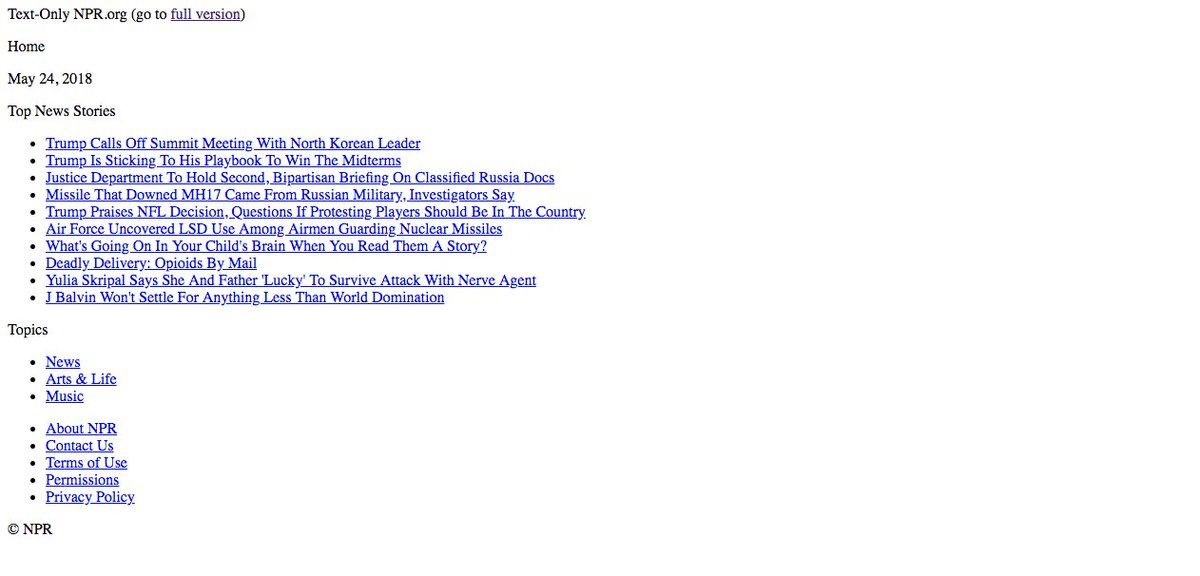 Text-Only NPR.org (go to full version)
Home
May 24, 2018
Top News Stories
Trump Calls Off Summit Meeting With North Korean Leader
Trump Is Sticking To His Playbook To Win The Midterms
Justice Department To Hold Second, Bipartisan Briefing On Classified Russia Docs
Missile That Downed MH17 Came From Russian Military, Investigators Say
Trump Praises NFL Decision, Questions If Protesting Players Should Be In The Country
Air Force Uncovered LSD Use Among Airmen Guarding Nuclear Missiles
What's Going On In Your Child's Brain When You Read Them A Story?
Deadly Delivery: Opioids By Mail
Yulia Skripal Says She And Father 'Lucky' To Survive Attack With Nerve Agent
J Balvin Won't Settle For Anything Less Than World Domination
Topics
News
Arts & Life
Music
About NPR
Contact Us
Terms of Use
Permissions
Privacy Policy
© NPR